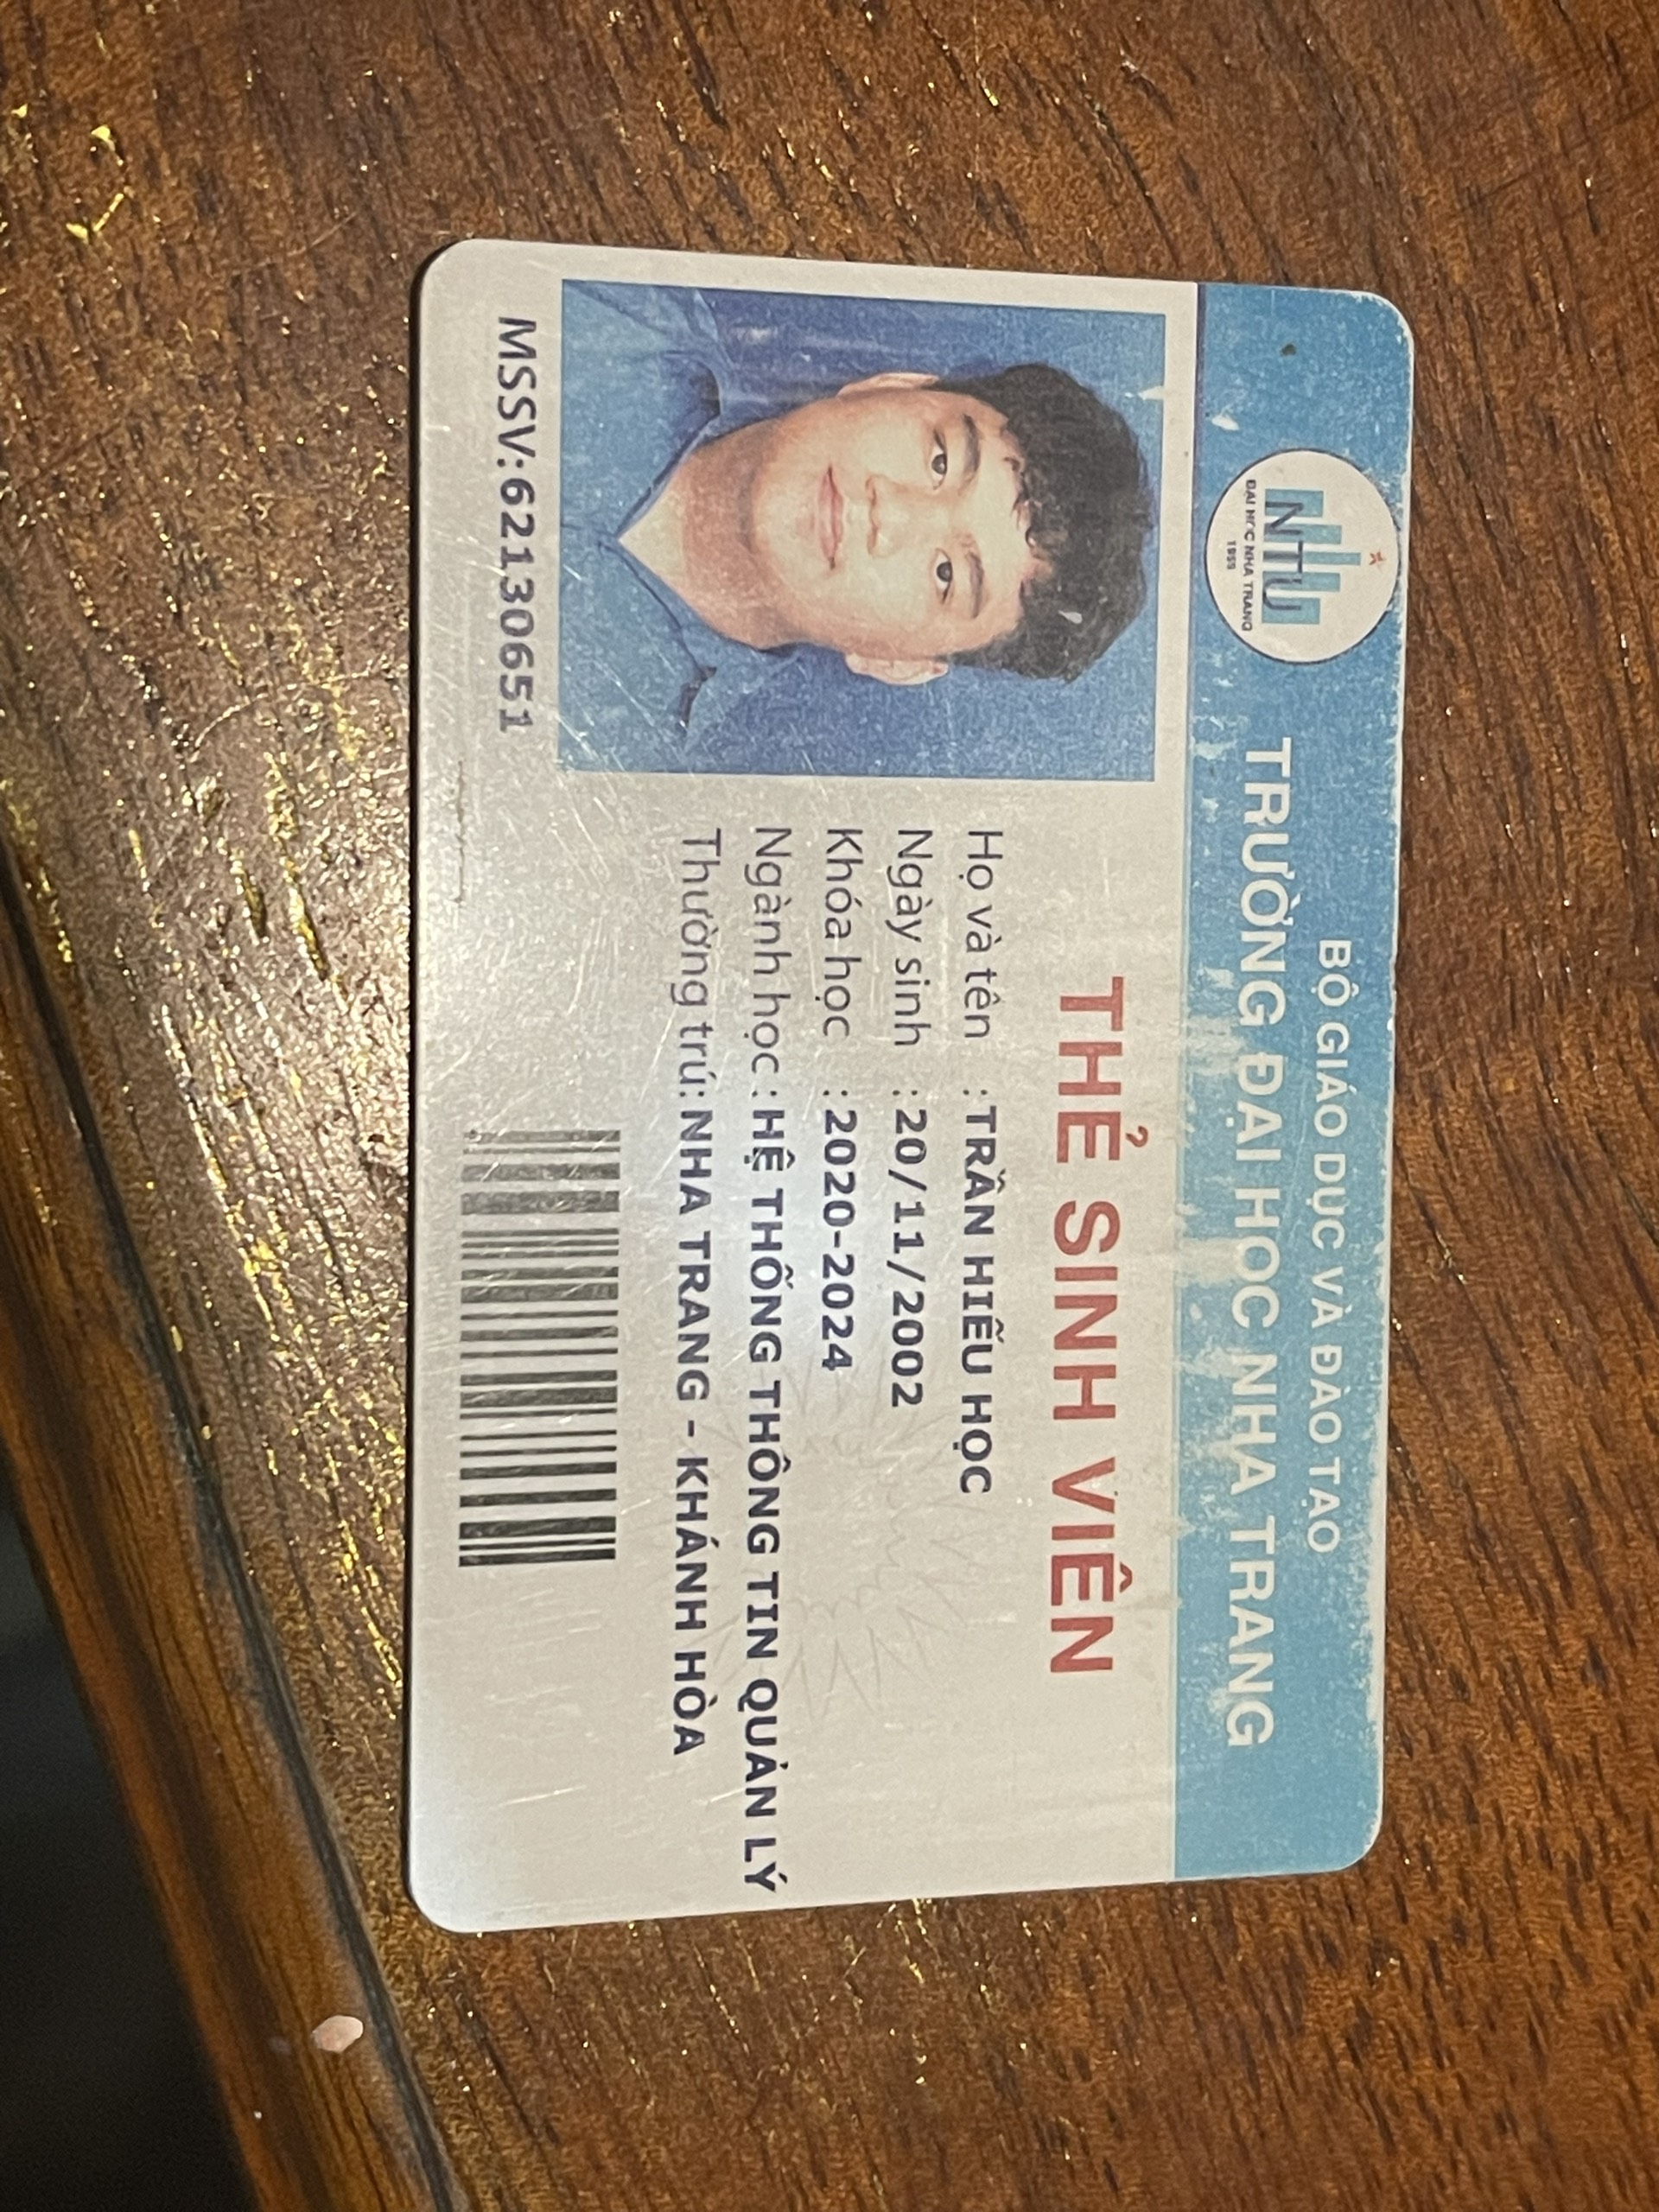 BỘ GIÁO DỤC VÀ ĐÀO TẠO
TRƯỜNG ĐẠI HỌC NHA TRANG
NTU
ĐẠI HỌC NHA TRANG
1959
THẺ SINH VIÊN
Họ và tên : TRẦN HIẾU HỌC
Ngày sinh : 20/11/2002
Khóa học : 2020-2024
Ngành học : HỆ THỐNG THÔNG TIN QUẢN LÝ
Thường trú: NHA TRANG - KHÁNH HÒA
MSSV:62130651